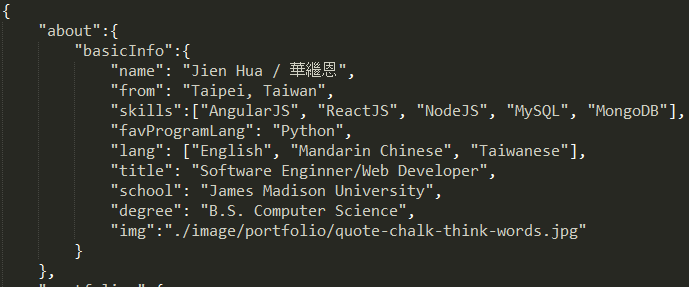 {
"about":{
"basicInfo":{
"name": "Jien Hua / 華繼恩",
"from": "Taipei, Taiwan",
"skills":["AngularJS", "ReactJS", "NodeJS", "MySQL", "MongoDB"],
"favProgramLang": "Python",
"lang": ["English", "Mandarin Chinese", "Taiwanese"],
"title": "Software Enginner/Web Developer",
"school": "James Madison University",
"degree": "B.S. Computer Science",
"img":"./image/portfolio/quote-chalk-think-words.jpg"
}
},